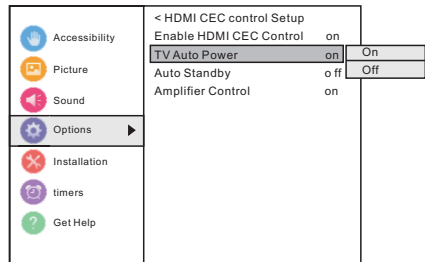 Accessibility
Picture
Sound
Options
Installation
timers
Get Help
< HDMI CEC control Setup
Enable HDMI CEC Control on
TV Auto Power on
Auto Standby o ff
Amplifier Control on
On
Off